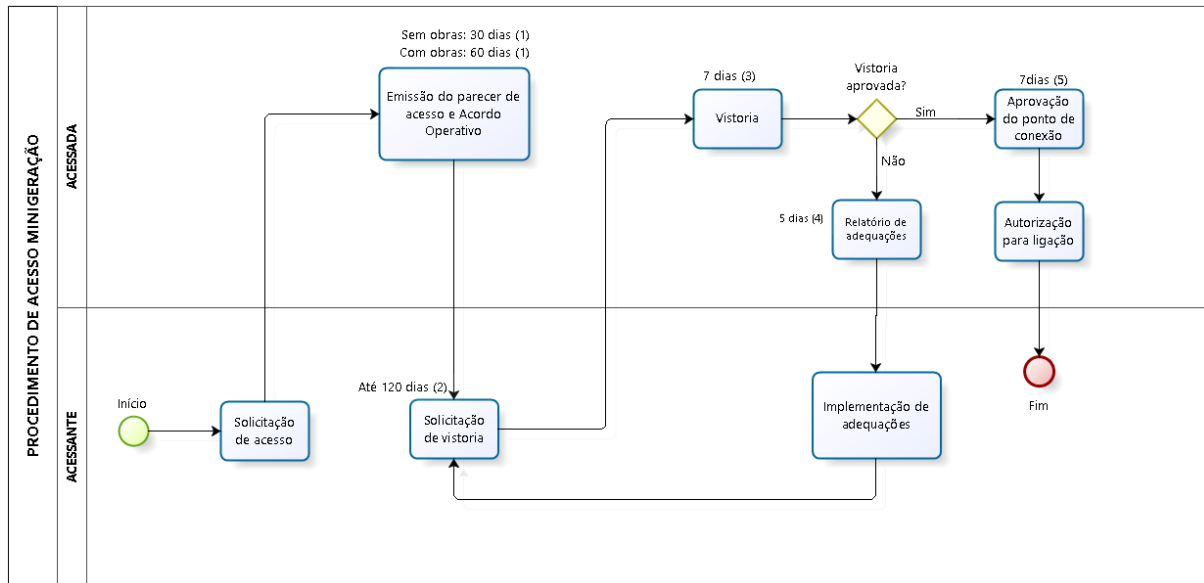 PROCEDIMENTO DE ACESSO MINIGERAÇÃO
ACESSADA
Sem obras: 30 dias (1)
Com obras: 60 dias (1)
Emissão do parecer de
acesso e Acordo
Operativo
7 dias (3)
Vistoria
Vistoria
aprovada?
Sim
Não
7dias (5)
Aprovação
do ponto de
conexão
5 dias (4)
Relatório de
adequações
Autorização
para ligação
ACESSANTE
Início
Solicitação
de acesso
Até 120 dias (2)
Solicitação
de vistoria
Implementação de
adequações
Fim